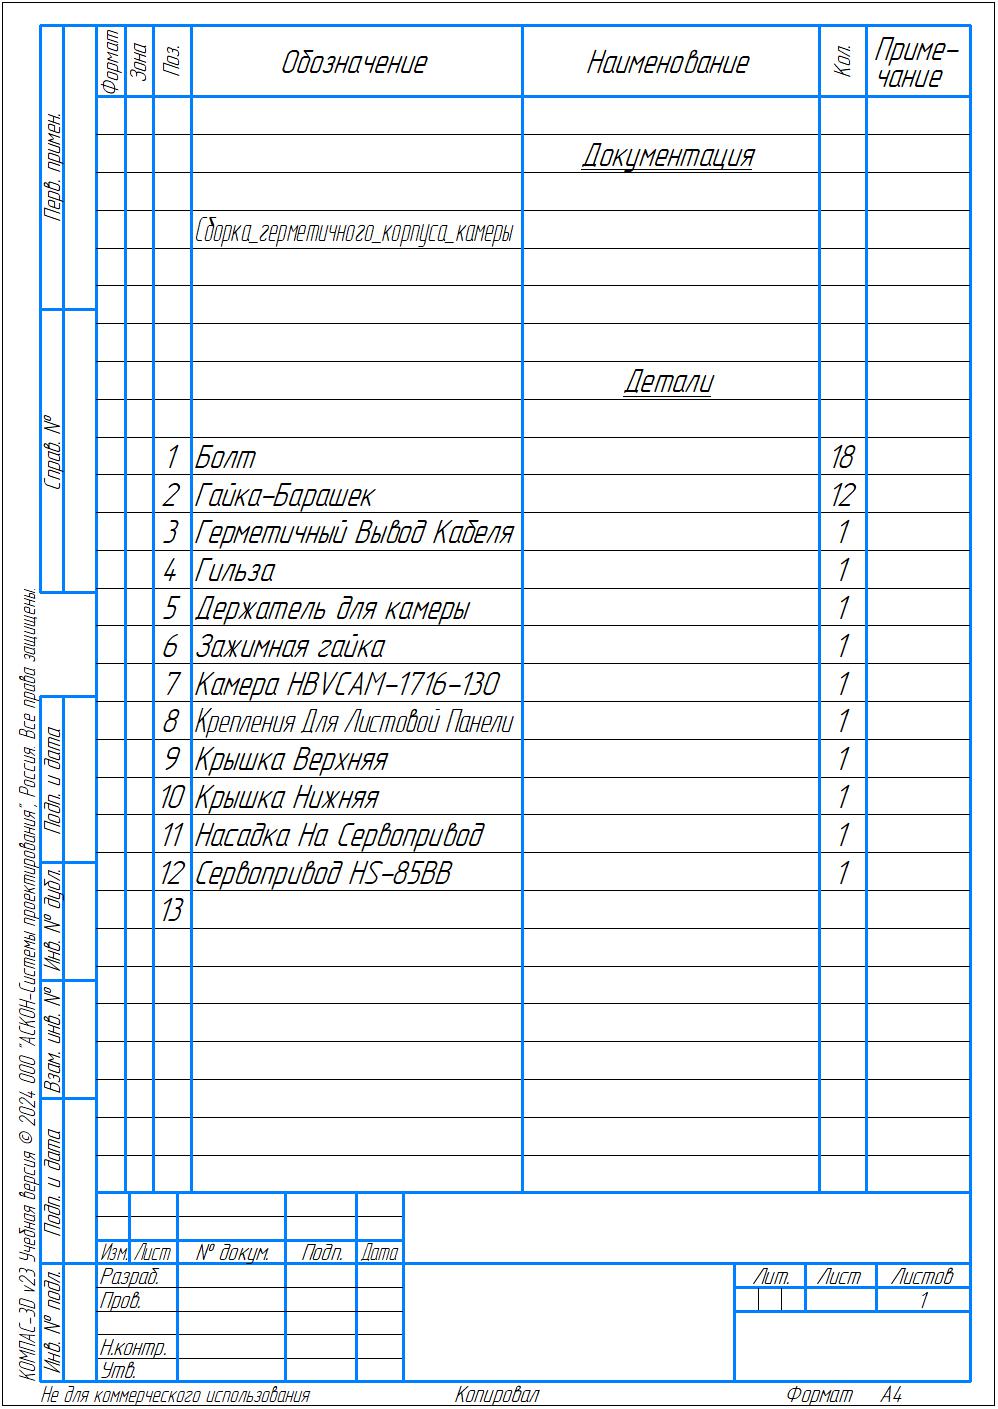 Формат Зона Поз. Обозначение Наименование Кол. Приме-
чание
Перв. примен.
Документация
Сборка_герметичного_корпуса_камеры
Детали
Справ. №
1 Болт 18
2 Гайка-Барашек 12
3 Герметичный Вывод Кабеля 1
4 Гильза 1
5 Держатель для камеры 1
6 Зажимная гайка 1
7 Камера HBVCAM-1716-130 1
8 Крепления Для Листовой Панели 1
9 Крышка Верхняя 1
10 Крышка Нижняя 1
11 Насадка На Сервопривод 1
12 Сервопривод HS-85BB 1
13
Подп. и дата
Инв. № дубл.
Взам. инв. №
Подп. и дата
Инв. № подл.
КОМПАС-3D v23 Учебная версия © 2024 ООО "АСКОН-Системы проектирования", Россия. Все права защищены.
Изм. Лист № докум. Подп. Дата
Разраб. Лит. Лист Листов
Пров. 1
Н.контр.
Утв.
Не для коммерческого использования Копировал Формат А4